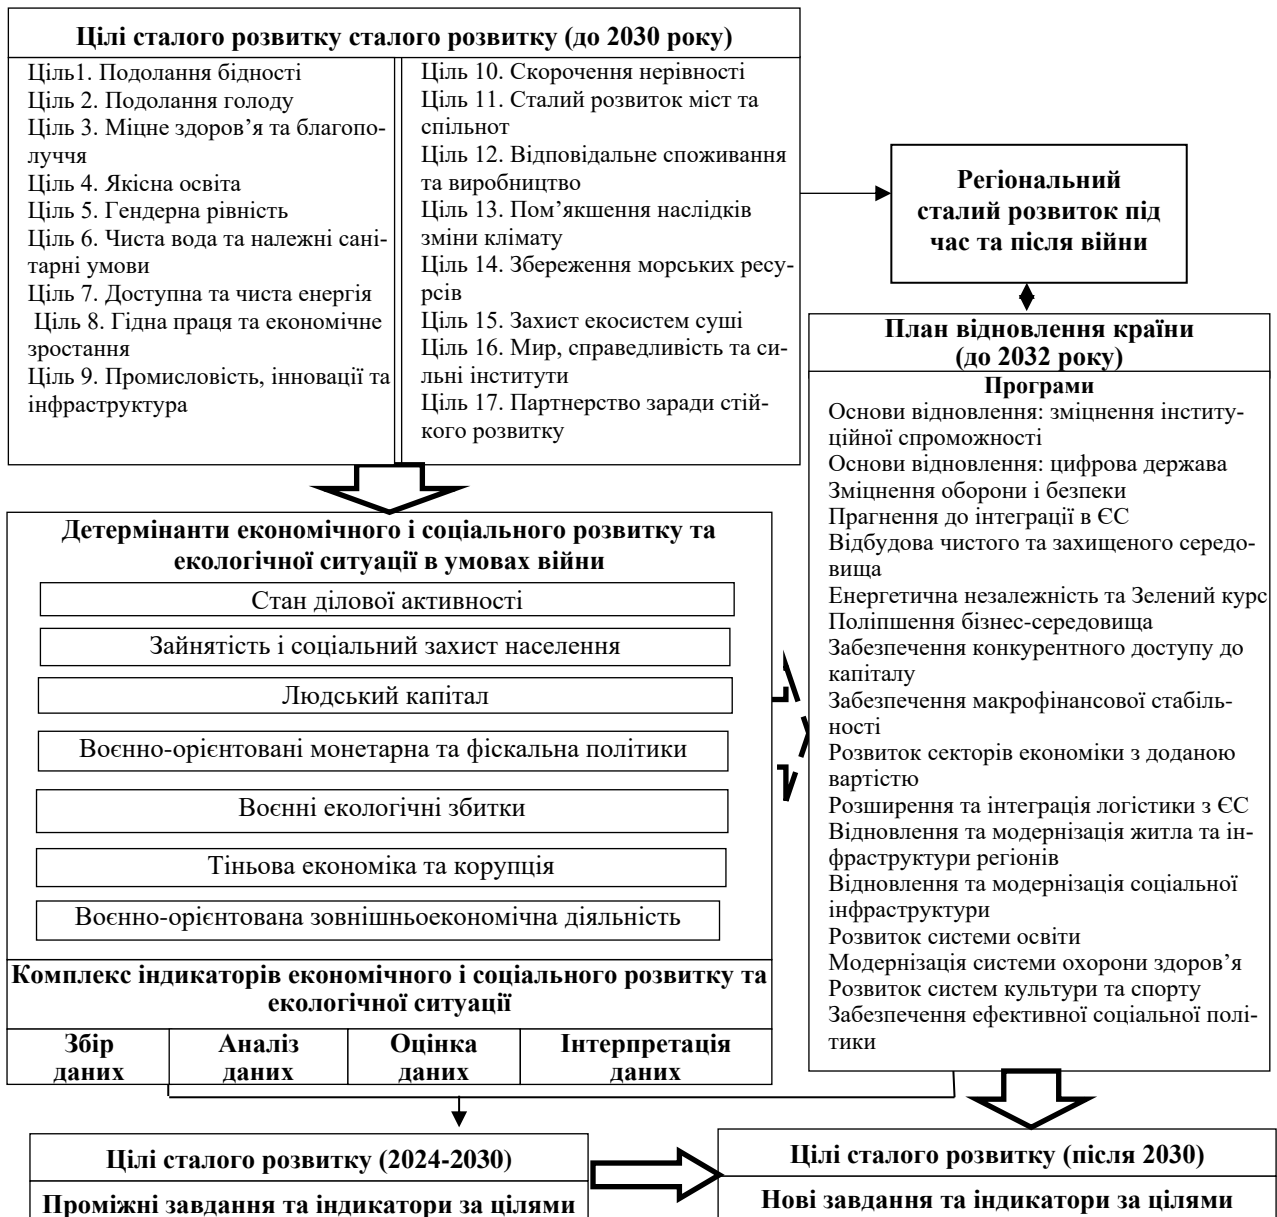 Цілі сталого розвитку сталого розвитку (до 2030 року)
Ціль1. Подолання бідності
Ціль 2. Подолання голоду
Ціль 3. Міцне здоров’я та благопо-
луччя
Ціль 4. Якісна освіта
Ціль 5. Гендерна рівність
Ціль 6. Чиста вода та належні сані-
тарні умови
Ціль 7. Доступна та чиста енергія
Ціль 8. Гідна праця та економічне
зростання
Ціль 9. Промисловість, інновації та
інфраструктура
Ціль 10. Скорочення нерівності
Ціль 11. Сталий розвиток міст та
спільнот
Ціль 12. Відповідальне споживання
та виробництво
Ціль 13. Пом’якшення наслідків
зміни клімату
Ціль 14. Збереження морських ресу-
рсів
Ціль 15. Захист екосистем суші
Ціль 16. Мир, справедливість та си-
льні інститути
Ціль 17. Партнерство заради стій-
кого розвитку
Регіональний
сталий розвиток під
час та після війни
План відновлення країни
(до 2032 року)
Програми
Основи відновлення: зміцнення інститу-
ційної спроможності
Основи відновлення: цифрова держава
Зміцнення оборони і безпеки
Прагнення до інтеграції в ЄС
Відбудова чистого та захищеного середо-
вища
Енергетична незалежність та Зелений курс
Поліпшення бізнес-середовища
Забезпечення конкурентного доступу до
капіталу
Забезпечення макрофінансової стабіль-
ності
Розвиток секторів економіки з доданою
вартістю
Розширення та інтеграція логістики з ЄС
Відновлення та модернізація житла та ін-
фраструктури регіонів
Відновлення та модернізація соціальної
інфраструктури
Розвиток системи освіти
Модернізація системи охорони здоров’я
Розвиток систем культури та спорту
Забезпечення ефективної соціальної полі-
тики
Детермінанти економічного і соціального розвитку та
екологічної ситуації в умовах війни
Стан ділової активності
Зайнятість і соціальний захист населення
Людський капітал
Воєнно-орієнтовані монетарна та фіскальна політики
Воєнні екологічні збитки
Тіньова економіка та корупція
Воєнно-орієнтована зовнішньоекономічна діяльність
Комплекс індикаторів економічного і соціального розвитку та
екологічної ситуації
Збір
даних
Аналіз
даних
Оцінка
даних
Інтерпретація
даних
Цілі сталого розвитку (2024-2030)
Проміжні завдання та індикатори за цілями
Цілі сталого розвитку (після 2030)
Нові завдання та індикатори за цілями